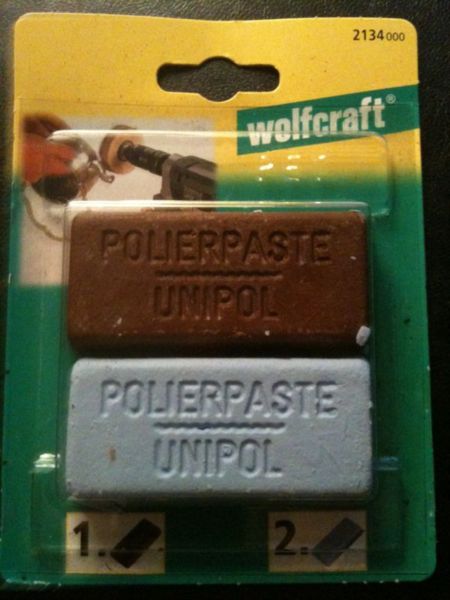 2134 000
wolfcraft®
POLIERPASTE
UNIPOL
POLIERPASTE
UNIPOL
1.
2.